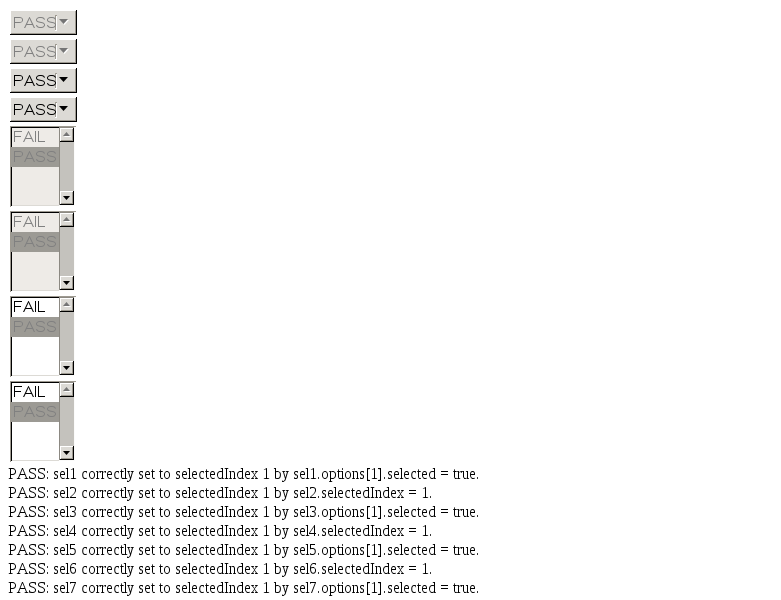 PASS
PASS
PASS
PASS
FAIL
PASS
FAIL
PASS
FAIL
PASS
FAIL
PASS
PASS: sel1 correctly set to selectedIndex 1 by sel1.options[1].selected = true.
PASS: sel2 correctly set to selectedIndex 1 by sel2.selectedIndex = 1.
PASS: sel3 correctly set to selectedIndex 1 by sel3.options[1].selected = true.
PASS: sel4 correctly set to selectedIndex 1 by sel4.selectedIndex = 1.
PASS: sel5 correctly set to selectedIndex 1 by sel5.options[1].selected = true.
PASS: sel6 correctly set to selectedIndex 1 by sel6.selectedIndex = 1.
PASS: sel7 correctly set to selectedIndex 1 by sel7.options[1].selected = true.